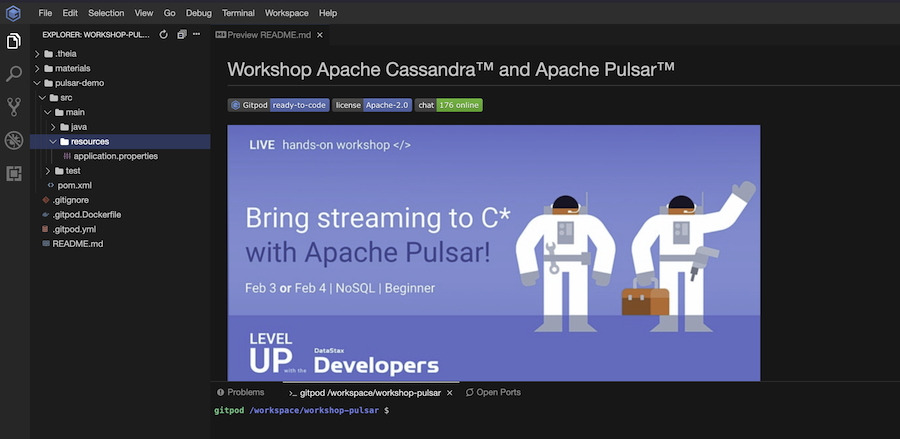 File Edit Selection View Go Debug Terminal Workspace Help
EXPLORER: WORKSHOP-PUL...
Preview README.md
.theia
materials
pulsar-demo
src
main
java
resources
application.properties
test
pom.xml
.gitignore
.gitpod.Dockerfile
.gitpod.yml
README.md
Workshop Apache Cassandra™ and Apache Pulsar™
Gitpod ready-to-code license Apache-2.0 chat 176 online
LIVE hands-on workshop </>
Bring streaming to C*
with Apache Pulsar!
Feb 3 or Feb 4 | NoSQL | Beginner
LEVEL
UP with the DataStax Developers
Problems >_ gitpod /workspace/workshop-pulsar Open Ports
gitpod /workspace/workshop-pulsar $